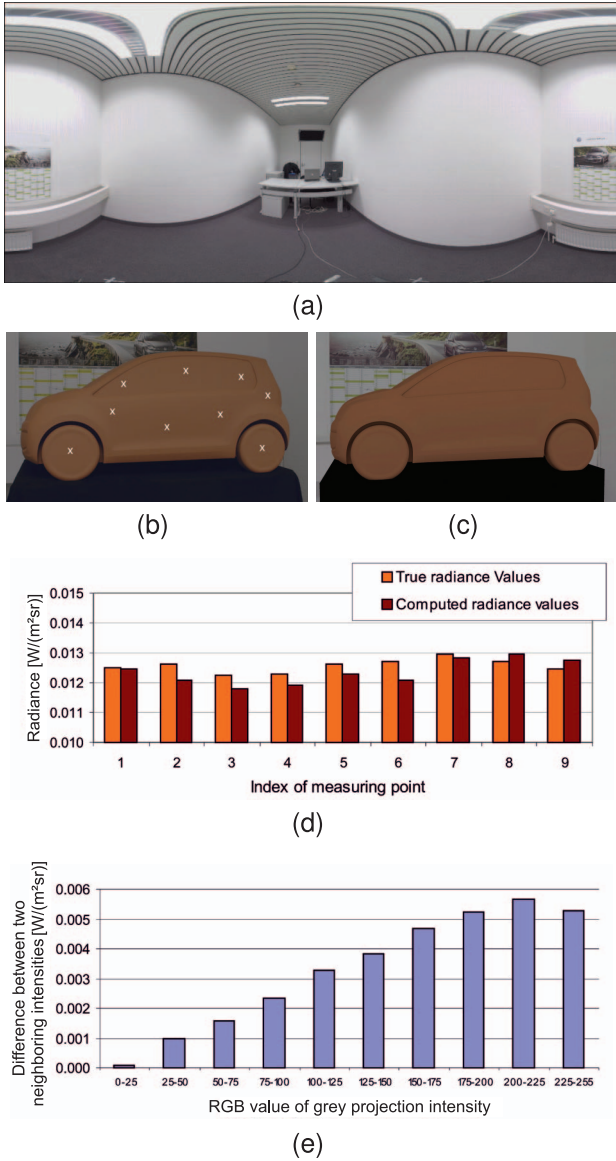 (a)
x x x x x x x x x
(b)
(c)
True radiance Values
Computed radiance values
Radiance [W/(m²sr)]
0.015
0.014
0.013
0.012
0.011
0.010
1 2 3 4 5 6 7 8 9
Index of measuring point
(d)
Difference between two
neighboring intensities [W/(m²sr)]
0.006
0.005
0.004
0.003
0.002
0.001
0.000
0-25 25-50 50-75 75-100 100-125 125-150 150-175 175-200 200-225 225-255
RGB value of grey projection intensity
(e)